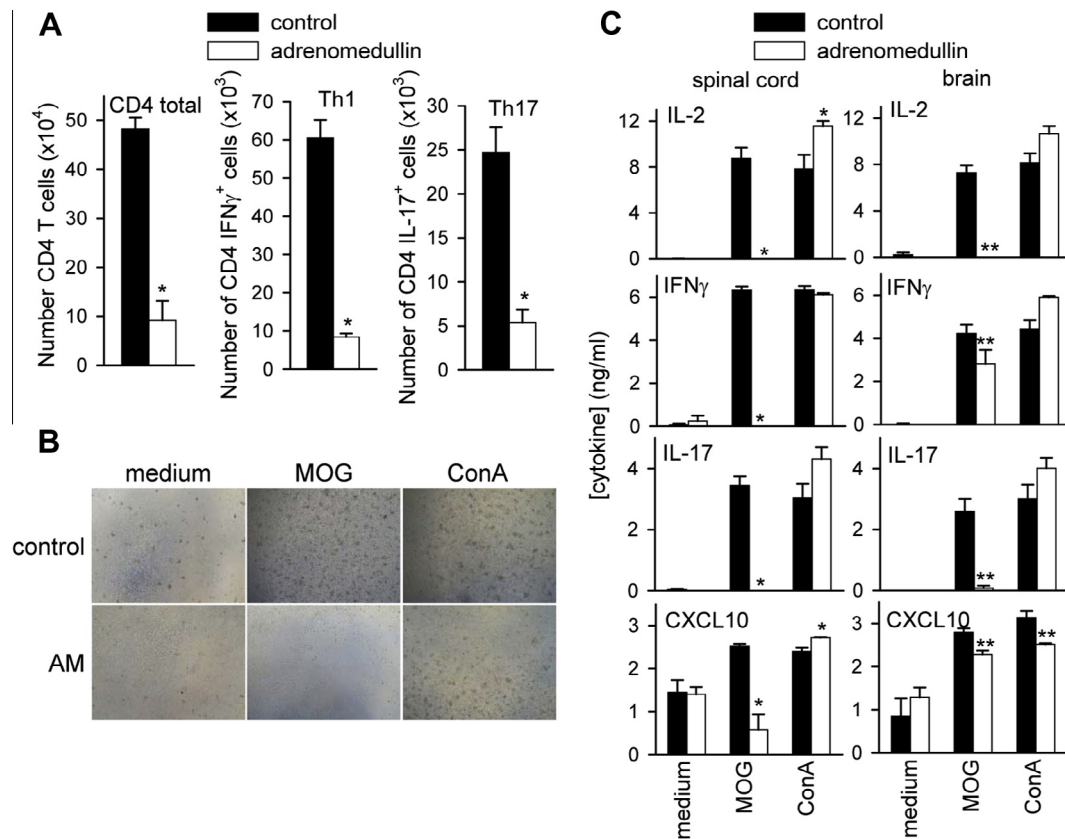 A
control
adrenomedullin
Number CD4 T cells (x10⁴)
CD4 total
50
40
30
20
10
0
*
Number of CD4 IFNγ⁺ cells (x10³)
Th1
70
60
50
40
30
20
10
0
*
Number of CD4 IL-17⁺ cells (x10³)
Th17
30
25
20
15
10
5
0
*
B
medium MOG ConA
control
AM
C
control
adrenomedullin
spinal cord brain
[cytokine] (ng/ml)
IL-2
12
8
4
0
*
*
IL-2
12
8
4
0
**
IFNγ
6
4
2
0
*
IFNγ
6
4
2
0
**
IL-17
6
4
2
0
*
IL-17
6
4
2
0
**
CXCL10
3
2
1
0
*
*
CXCL10
3
2
1
0
**
**
medium MOG ConA
medium MOG ConA